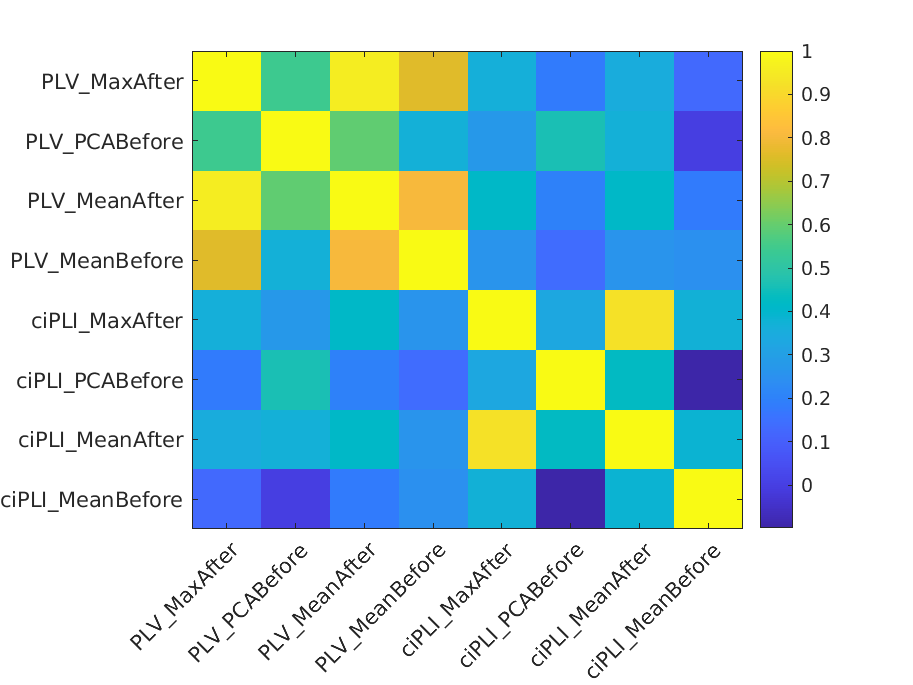 PLV_MaxAfter
PLV_PCABefore
PLV_MeanAfter
PLV_MeanBefore
ciPLI_MaxAfter
ciPLI_PCABefore
ciPLI_MeanAfter
ciPLI_MeanBefore
PLV_MaxAfter
PLV_PCABefore
PLV_MeanAfter
PLV_MeanBefore
ciPLI_MaxAfter
ciPLI_PCABefore
ciPLI_MeanAfter
ciPLI_MeanBefore
1
0.9
0.8
0.7
0.6
0.5
0.4
0.3
0.2
0.1
0